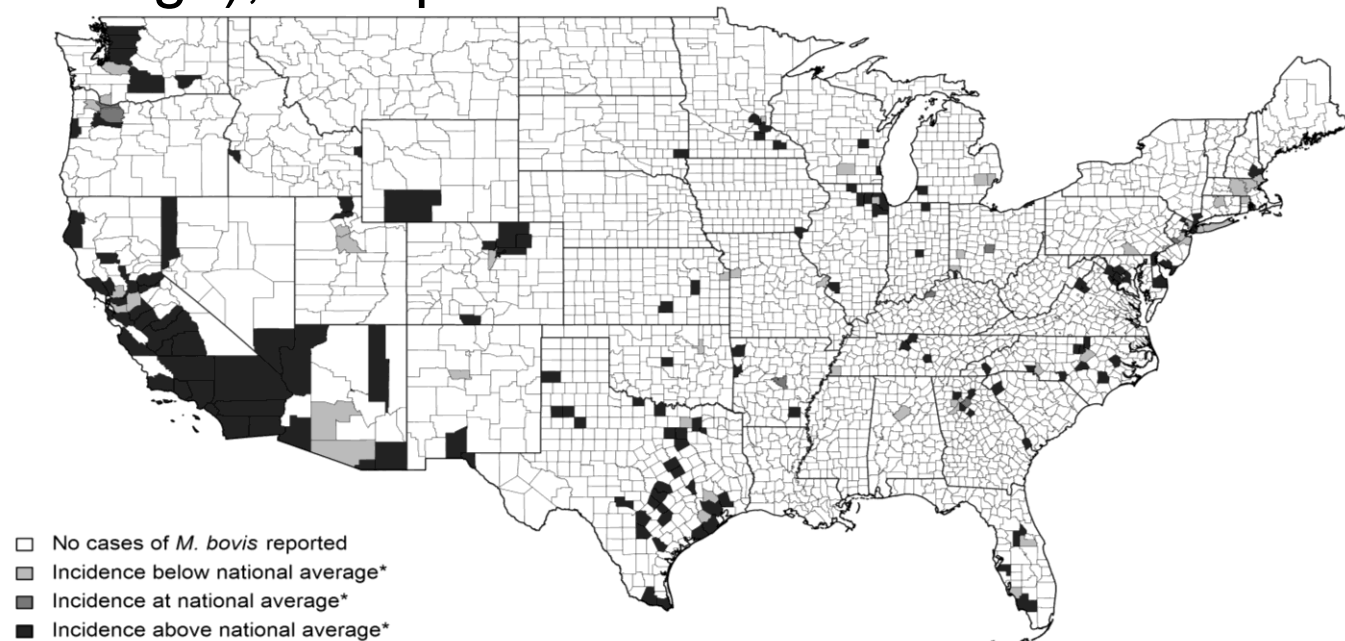 No cases of M. bovis reported
Incidence below national average*
Incidence at national average*
Incidence above national average*